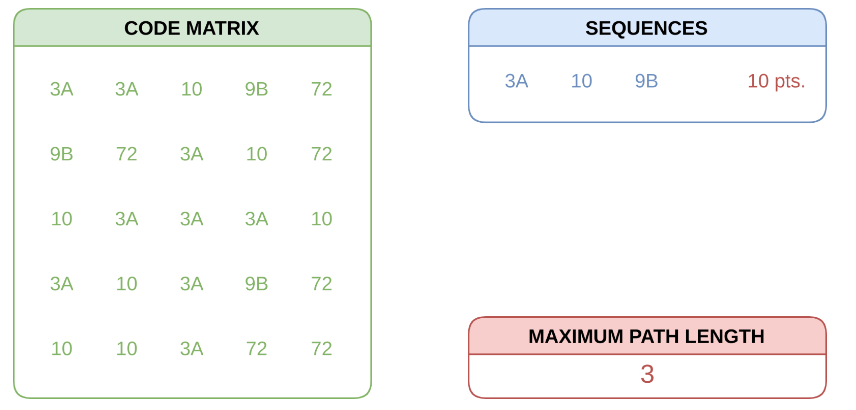 CODE MATRIX
3A 3A 10 9B 72
9B 72 3A 10 72
10 3A 3A 3A 10
3A 10 3A 9B 72
10 10 3A 72 72
SEQUENCES
3A 10 9B 10 pts.
MAXIMUM PATH LENGTH
3